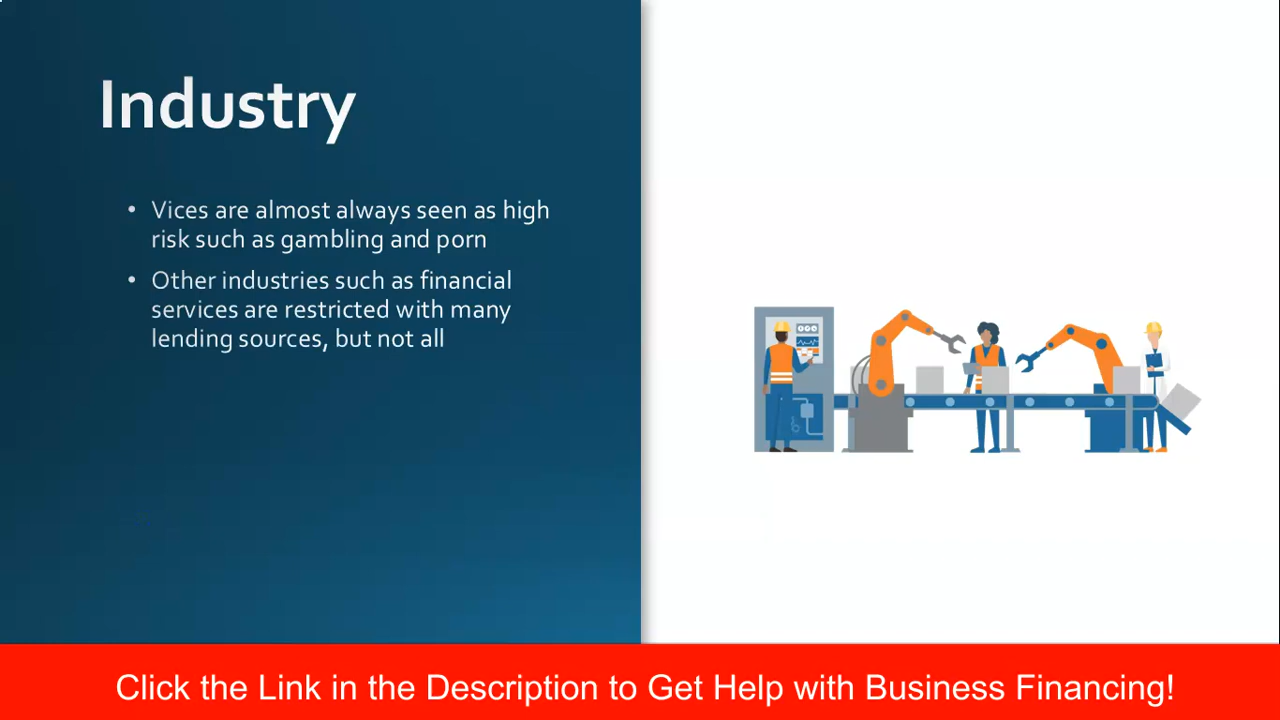 Industry
• Vices are almost always seen as high
risk such as gambling and porn
• Other industries such as financial
services are restricted with many
lending sources, but not all
Click the Link in the Description to Get Help with Business Financing!